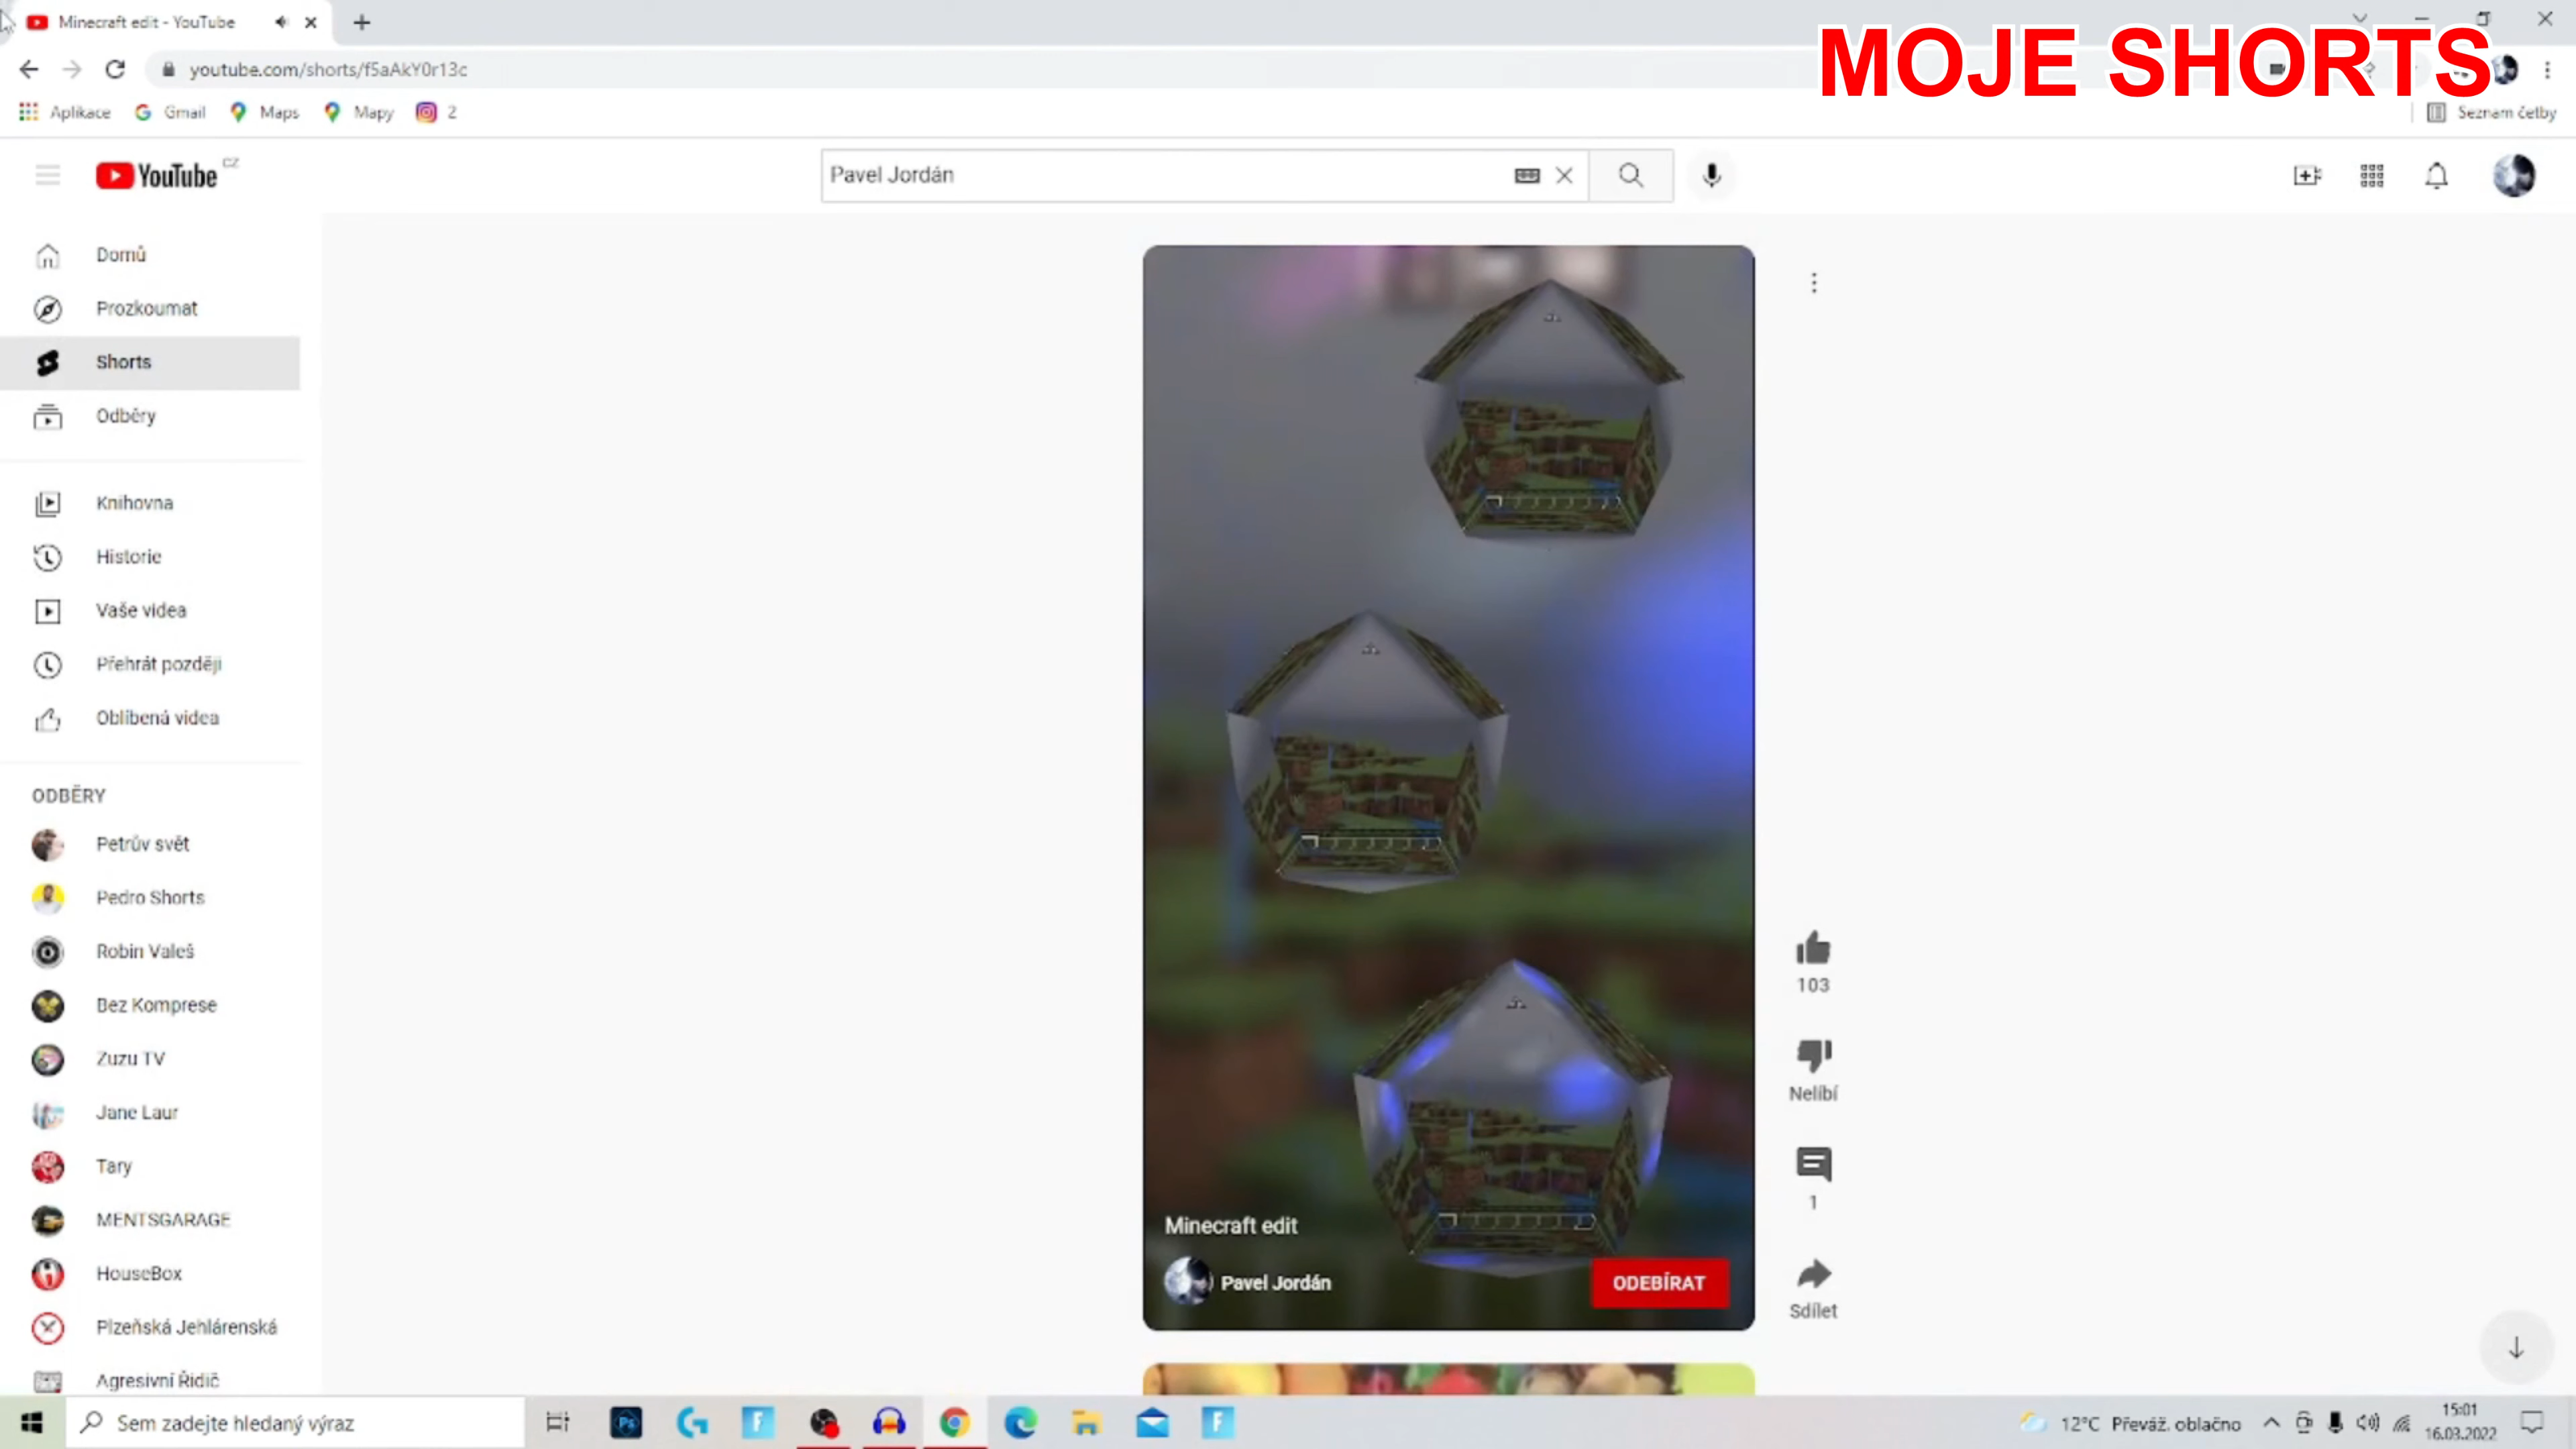 Minecraft edit - YouTube
MOJE SHORTS
youtube.com/shorts/f5aAkY0r13c
Aplikace
Gmail
Maps
Mapy
2
Seznam četby
YouTube CZ
Pavel Jordán
Domů
Prozkoumat
Shorts
Odběry
Knihovna
Historie
Vaše videa
Přehrát později
Oblíbená videa
ODBĚRY
Petrův svět
Pedro Shorts
Robin Valeš
Bez Komprese
Zuzu TV
Jane Laur
Tary
MENTSGARAGE
HouseBox
Plzeňská Jehlárenská
Agresivní Řidič
Minecraft edit
Pavel Jordán
ODEBÍRAT
103
Nelíbí
1
Sdílet
Sem zadejte hledaný výraz
Ps
12°C Převáž. oblačno
15:01
16.03.2022